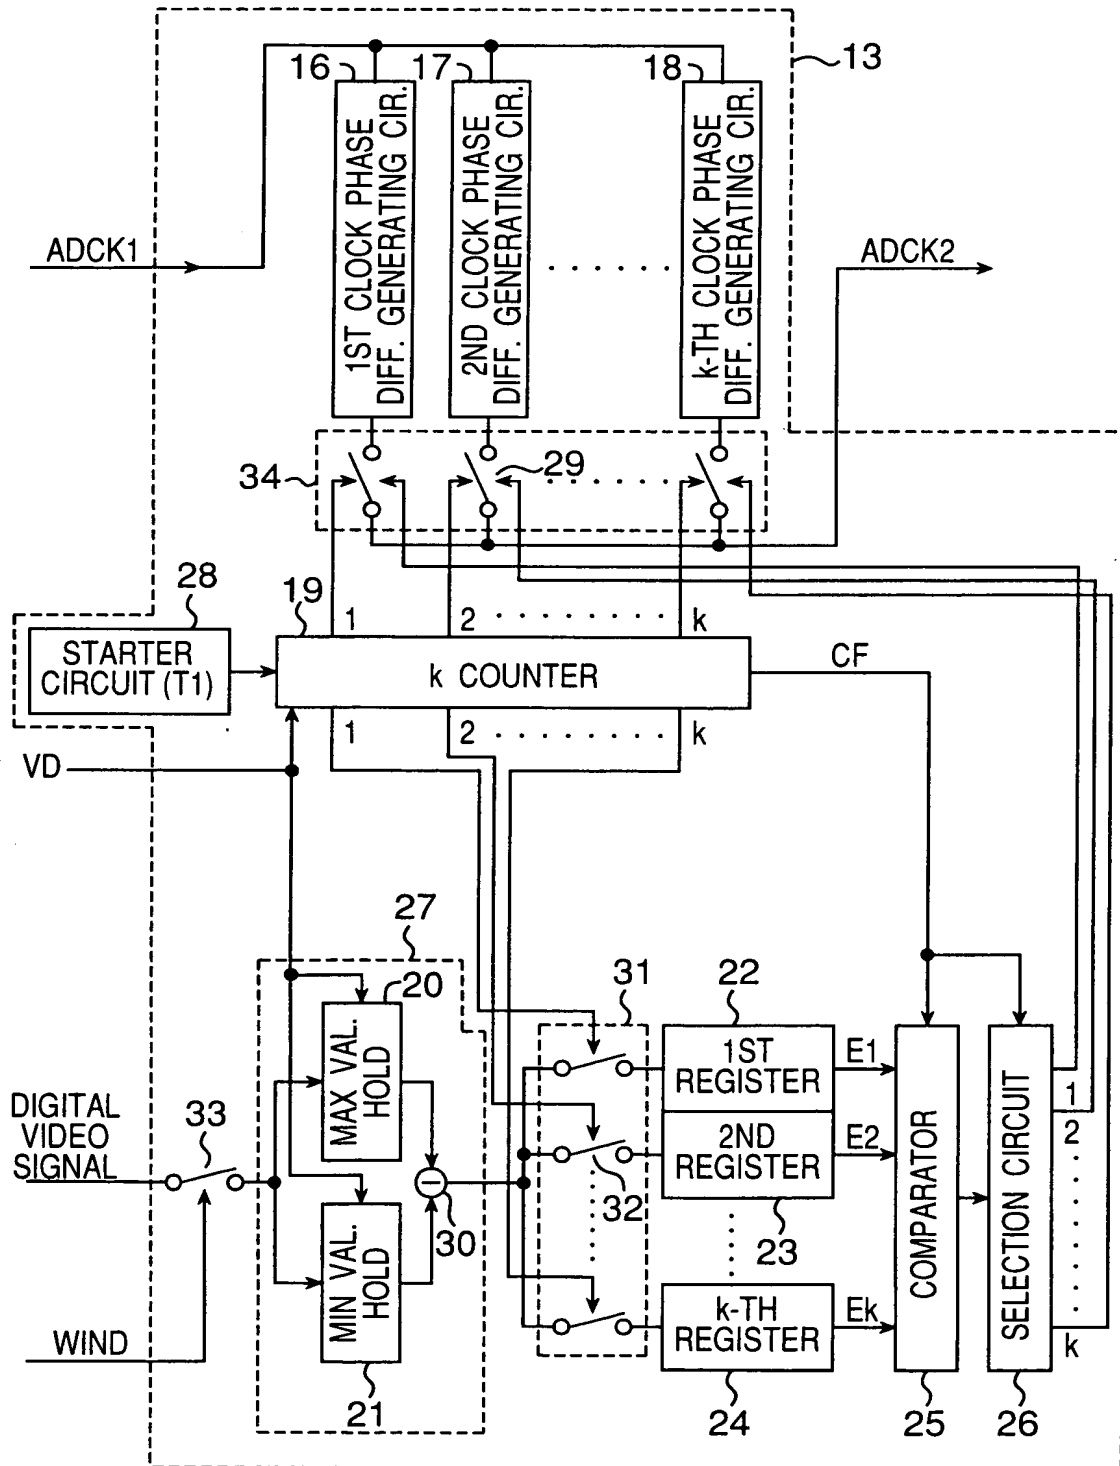 13
16
17
18
1ST CLOCK PHASE
DIFF. GENERATING CIR.
2ND CLOCK PHASE
DIFF. GENERATING CIR.
k-TH CLOCK PHASE
DIFF. GENERATING CIR.
ADCK1
ADCK2
34
29
28
19
1
2
k
STARTER
CIRCUIT (T1)
k COUNTER
CF
1
2
k
VD
27
20
31
22
MAX VAL.
HOLD
1ST
REGISTER
E1
DIGITAL
VIDEO
SIGNAL
33
2ND
REGISTER
E2
1
2
COMPARATOR
SELECTION CIRCUIT
30
32
23
MIN VAL.
HOLD
k-TH
REGISTER
Ek
k
WIND
21
24
25
26